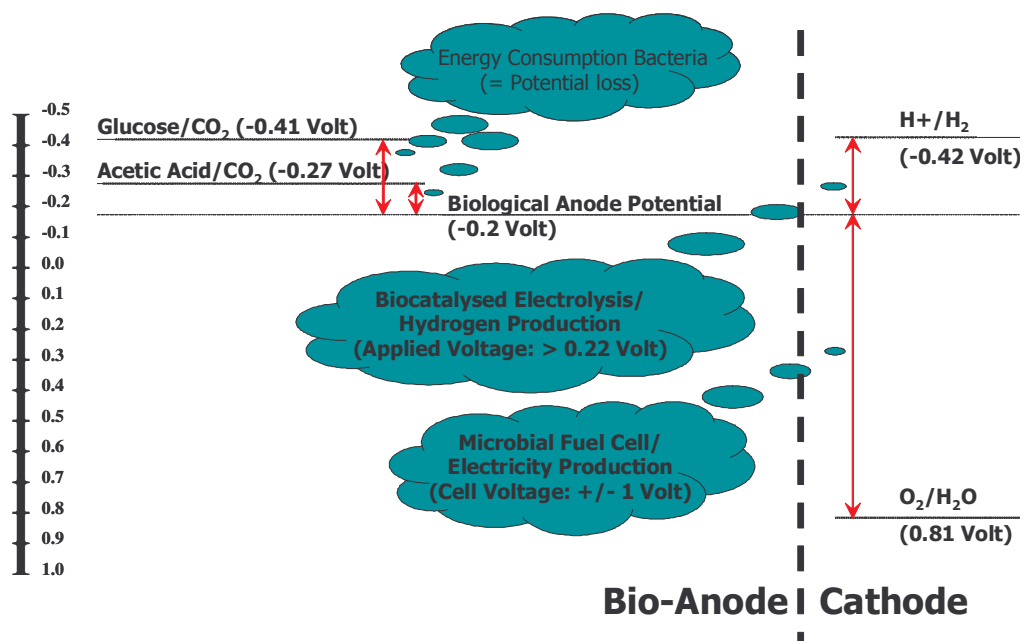 Energy Consumption Bacteria
(= Potential loss)
-0.5
-0.4
-0.3
-0.2
-0.1
0.0
0.1
0.2
0.3
0.4
0.5
0.6
0.7
0.8
0.9
1.0
Glucose/CO₂ (-0.41 Volt)
Acetic Acid/CO₂ (-0.27 Volt)
Biological Anode Potential
(-0.2 Volt)
H+/H₂
(-0.42 Volt)
Biocatalysed Electrolysis/
Hydrogen Production
(Applied Voltage: > 0.22 Volt)
Microbial Fuel Cell/
Electricity Production
(Cell Voltage: +/- 1 Volt)
O₂/H₂O
(0.81 Volt)
Bio-Anode
Cathode